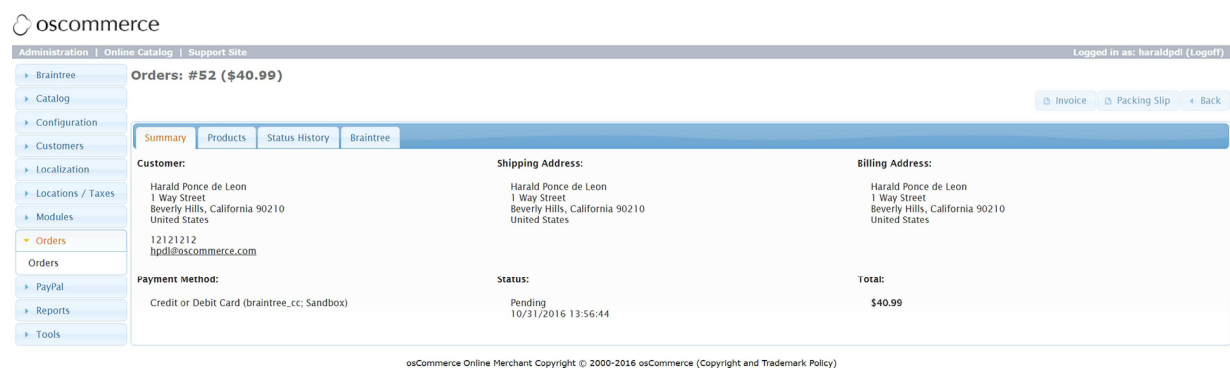 oscommerce
Administration | Online Catalog | Support Site
Logged in as: haraldpdl (Logoff)
Braintree
Catalog
Configuration
Customers
Localization
Locations / Taxes
Modules
Orders
Orders
PayPal
Reports
Tools
Orders: #52 ($40.99)
Invoice
Packing Slip
Back
Summary
Products
Status History
Braintree
Customer:
Harald Ponce de Leon
1 Way Street
Beverly Hills, California 90210
United States
12121212
hpdl@oscommerce.com
Shipping Address:
Harald Ponce de Leon
1 Way Street
Beverly Hills, California 90210
United States
Billing Address:
Harald Ponce de Leon
1 Way Street
Beverly Hills, California 90210
United States
Payment Method:
Credit or Debit Card (braintree_cc; Sandbox)
Status:
Pending
10/31/2016 13:56:44
Total:
$40.99
osCommerce Online Merchant Copyright © 2000-2016 osCommerce (Copyright and Trademark Policy)